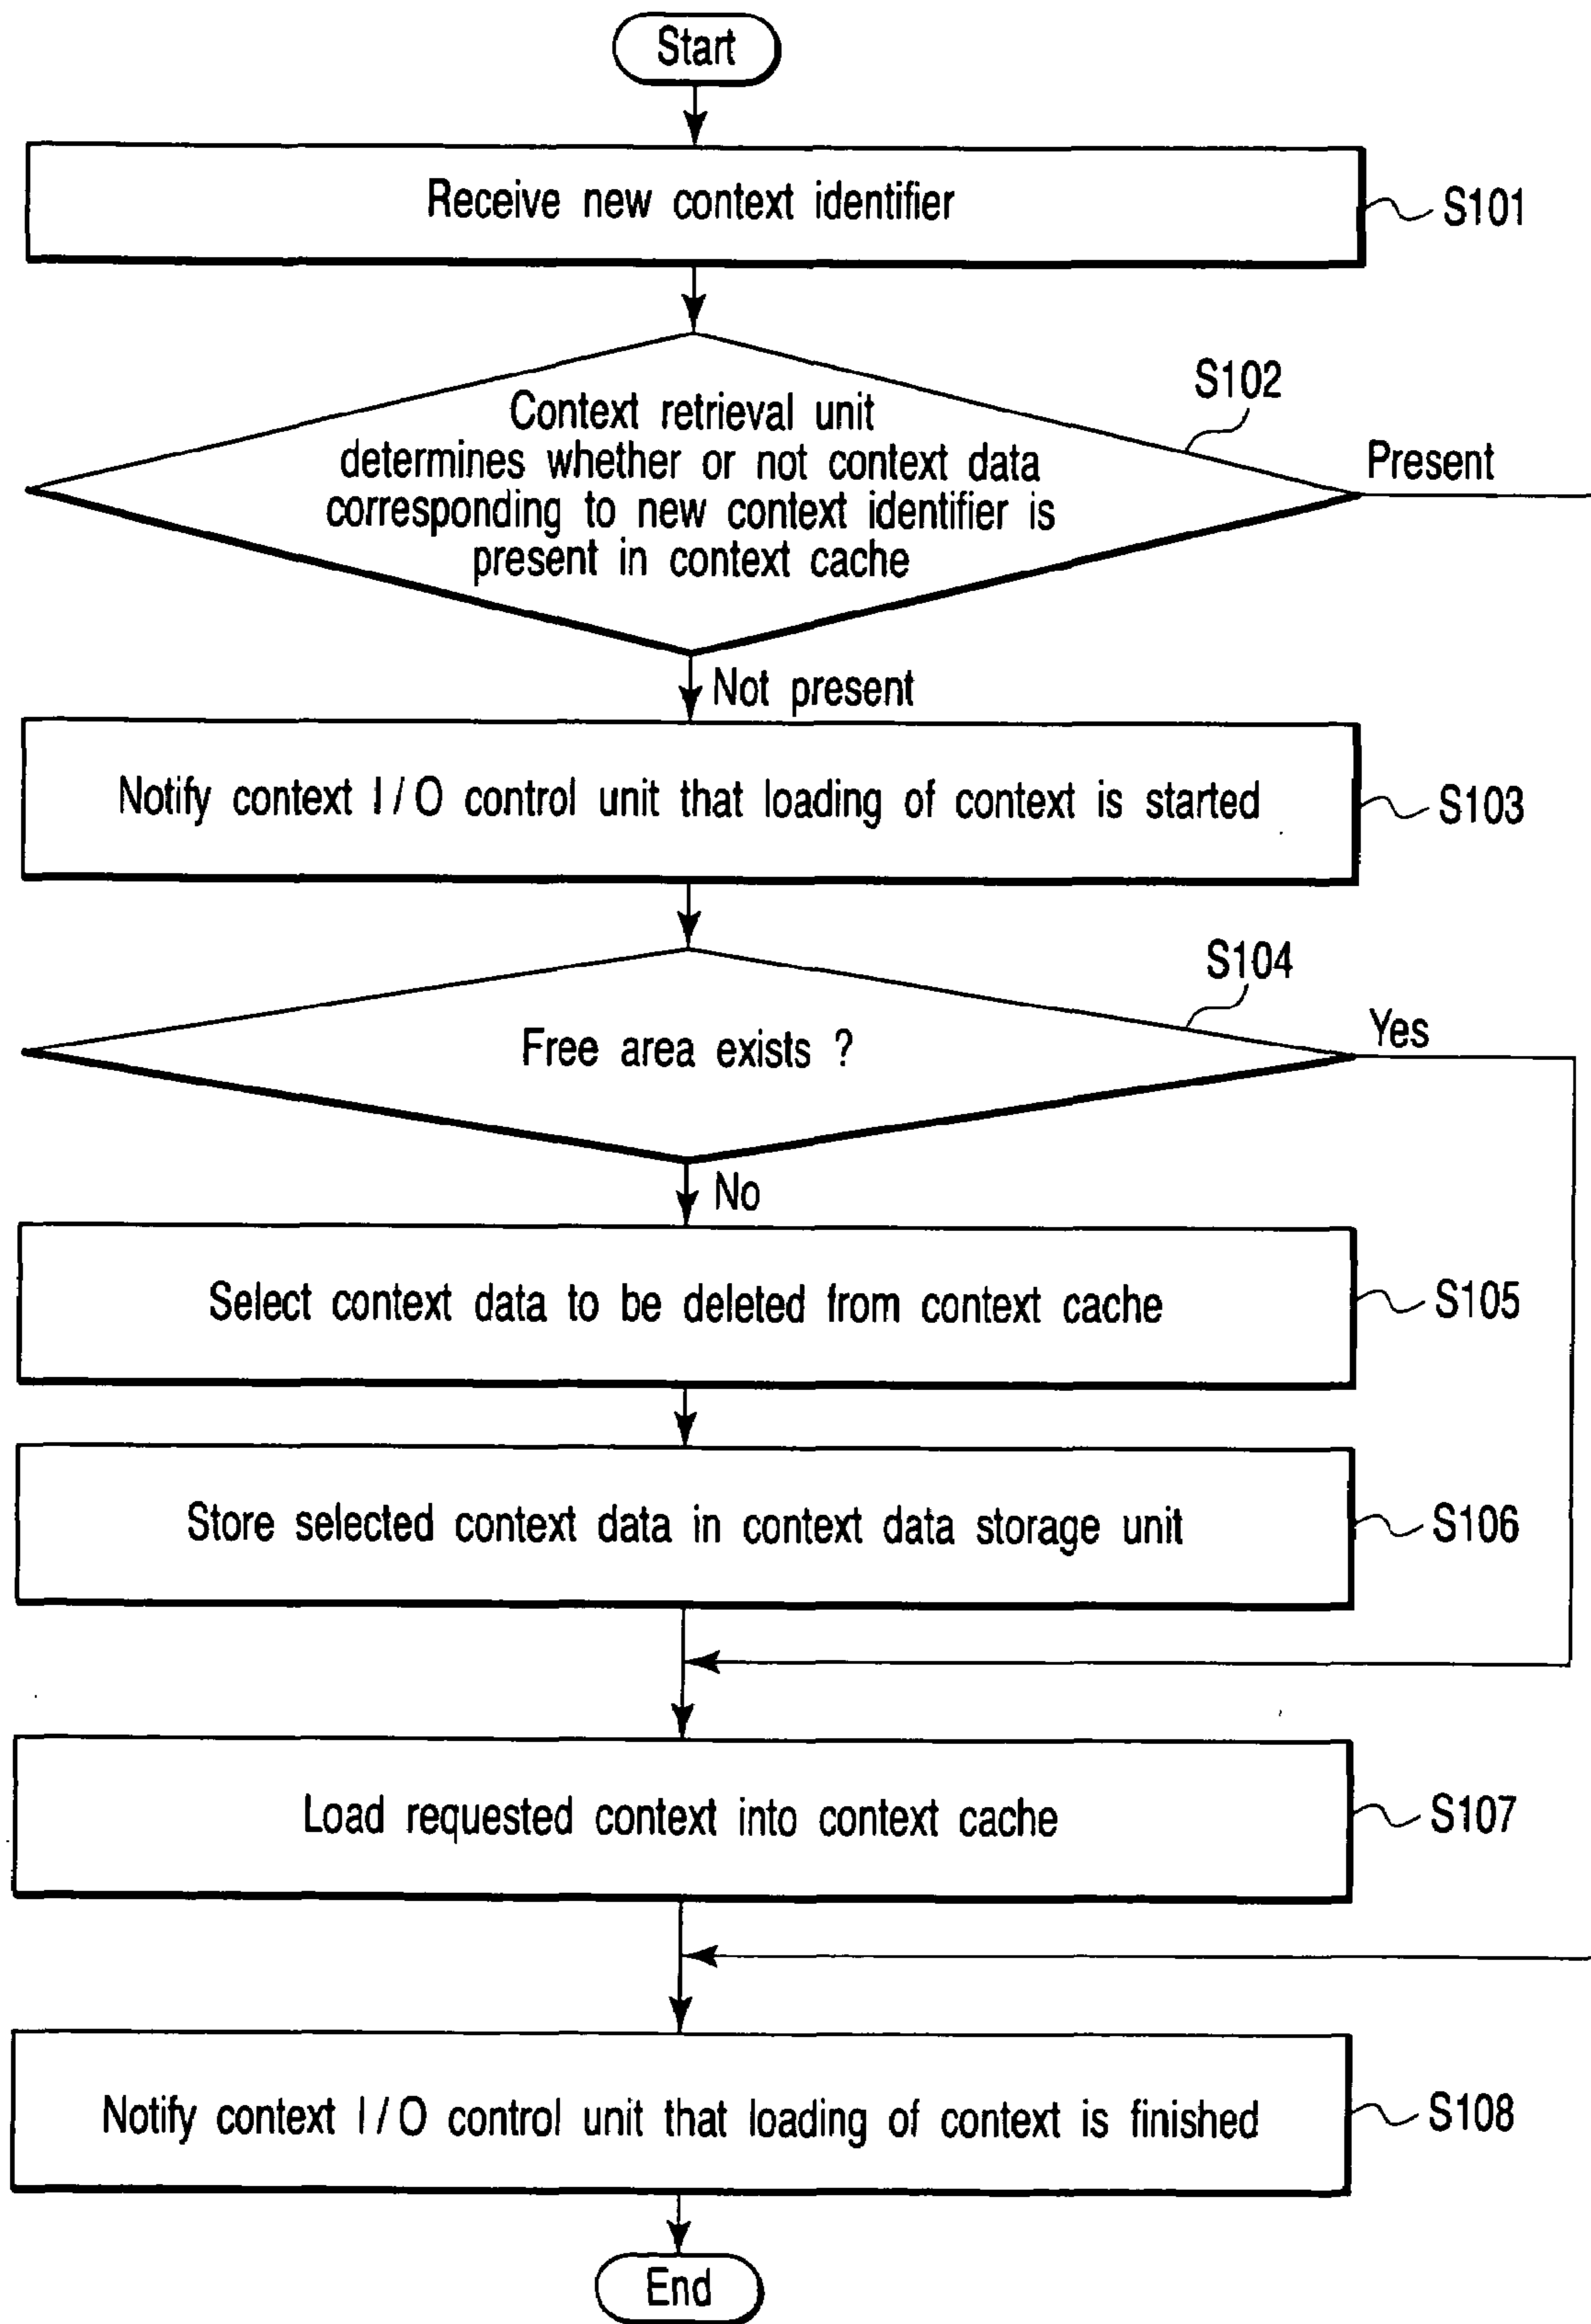 Start
Receive new context identifier
S101
S102
Context retrieval unit
determines whether or not context data
corresponding to new context identifier is
present in context cache
Present
Not present
Notify context I/O control unit that loading of context is started
S103
S104
Free area exists ?
Yes
No
Select context data to be deleted from context cache
S105
Store selected context data in context data storage unit
S106
Load requested context into context cache
S107
Notify context I/O control unit that loading of context is finished
S108
End